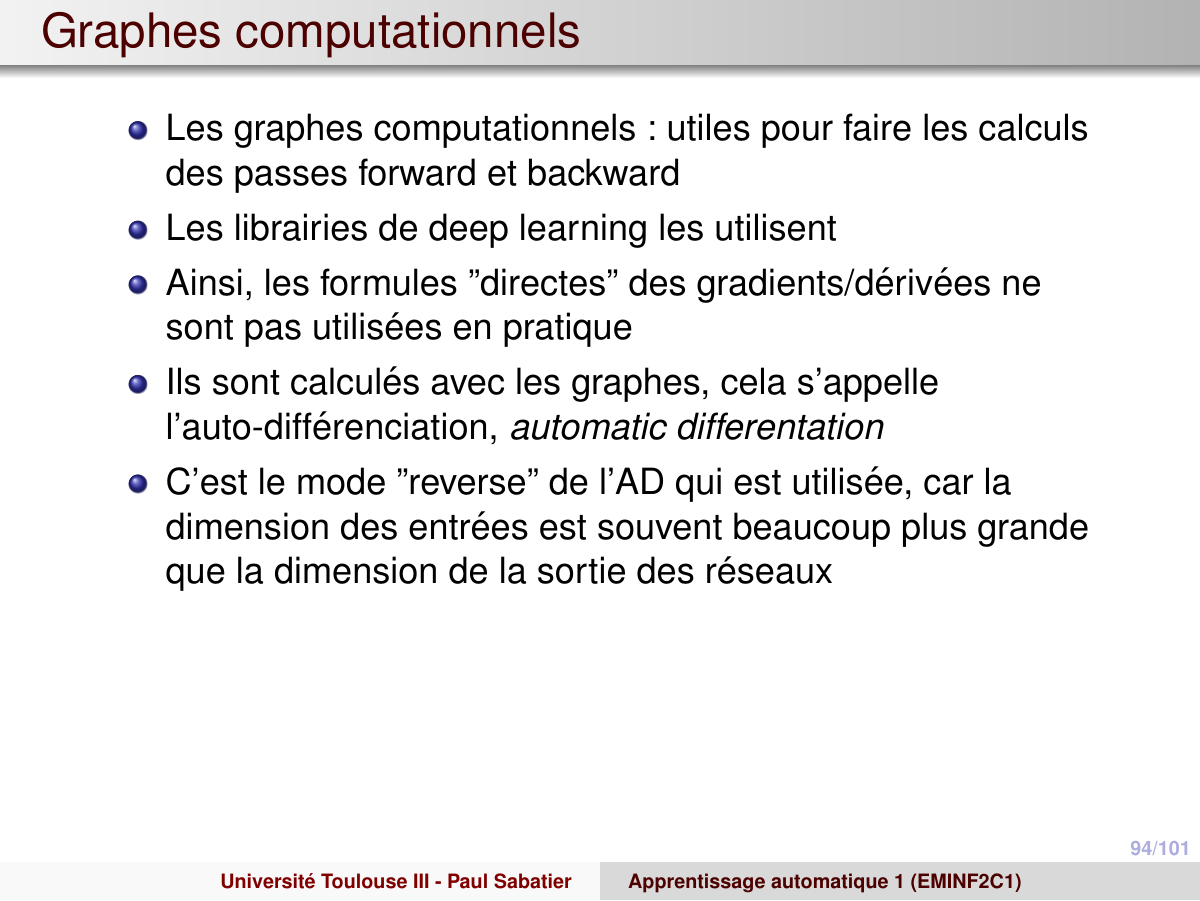 Graphes computationnels
Les graphes computationnels : utiles pour faire les calculs
des passes forward et backward
Les librairies de deep learning les utilisent
Ainsi, les formules ”directes” des gradients/dérivées ne
sont pas utilisées en pratique
Ils sont calculés avec les graphes, cela s’appelle
l’auto-différenciation, automatic differentation
C’est le mode ”reverse” de l’AD qui est utilisée, car la
dimension des entrées est souvent beaucoup plus grande
que la dimension de la sortie des réseaux
94/101
Université Toulouse III - Paul Sabatier
Apprentissage automatique 1 (EMINF2C1)